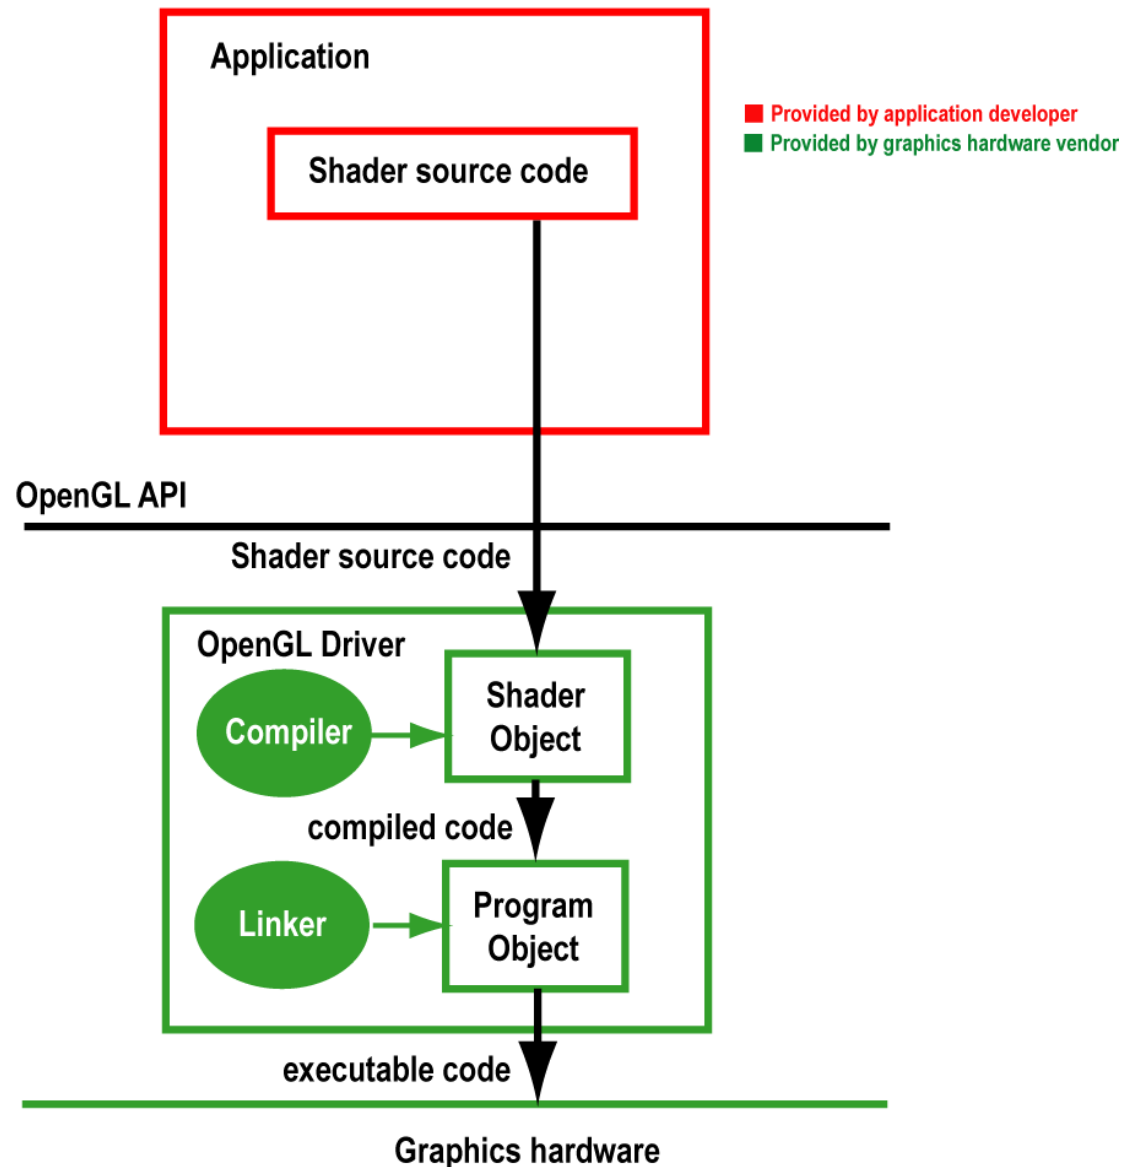 Application
Provided by application developer
Provided by graphics hardware vendor
Shader source code
OpenGL API
Shader source code
OpenGL Driver
Shader
Object
Compiler
compiled code
Program
Object
Linker
executable code
Graphics hardware